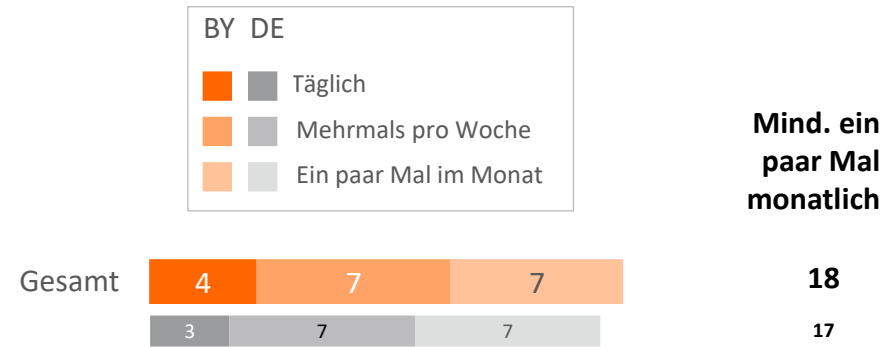 BY DE
Täglich
Mehrmals pro Woche
Ein paar Mal im Monat
Mind. ein
paar Mal
monatlich
Gesamt 4 7 7 18
3 7 7 17